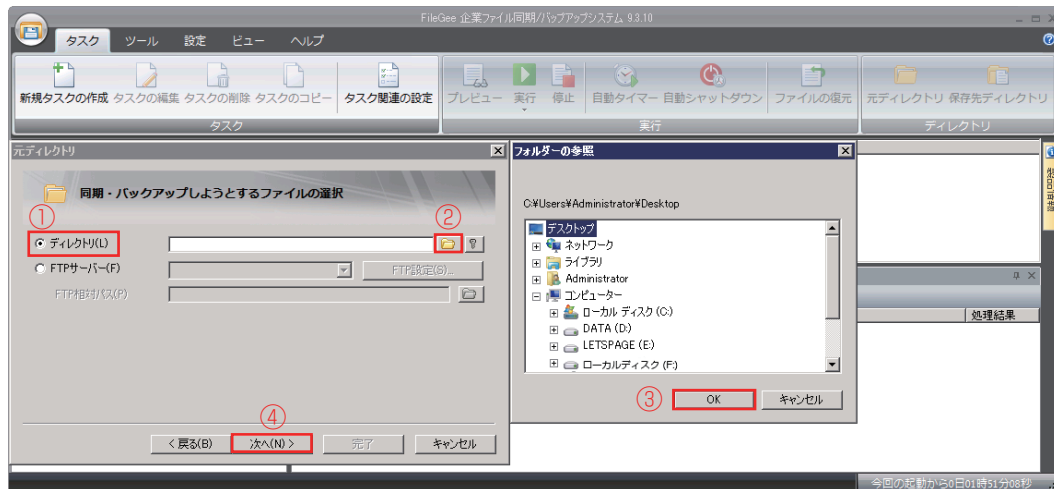 FileGee 企業ファイル同期/バップアップシステム 9.3.10
タスク ツール 設定 ビュー ヘルプ
新規タスクの作成 タスクの編集 タスクの削除 タスクのコピー タスク関連の設定 プレビュー 実行 停止 自動タイマー 自動シャットダウン ファイルの復元 元ディレクトリ 保存先ディレクトリ
タスク 実行 ディレクトリ
元ディレクトリ
同期・バックアップしようとするファイルの選択
① ②
ディレクトリ(L)
FTPサーバー(F) FTP設定(S)...
FTP相対パス(P)
④
< 戻る(B) 次へ(N) > 完了 キャンセル
フォルダーの参照
C:¥Users¥Administrator¥Desktop
デスクトップ
ネットワーク
ライブラリ
Administrator
コンピューター
ローカル ディスク (C:)
DATA (D:)
LETSPAGE (E:)
ローカルディスク (F:)
③ OK キャンセル
処理結果
今回の起動から0日01時51分08秒